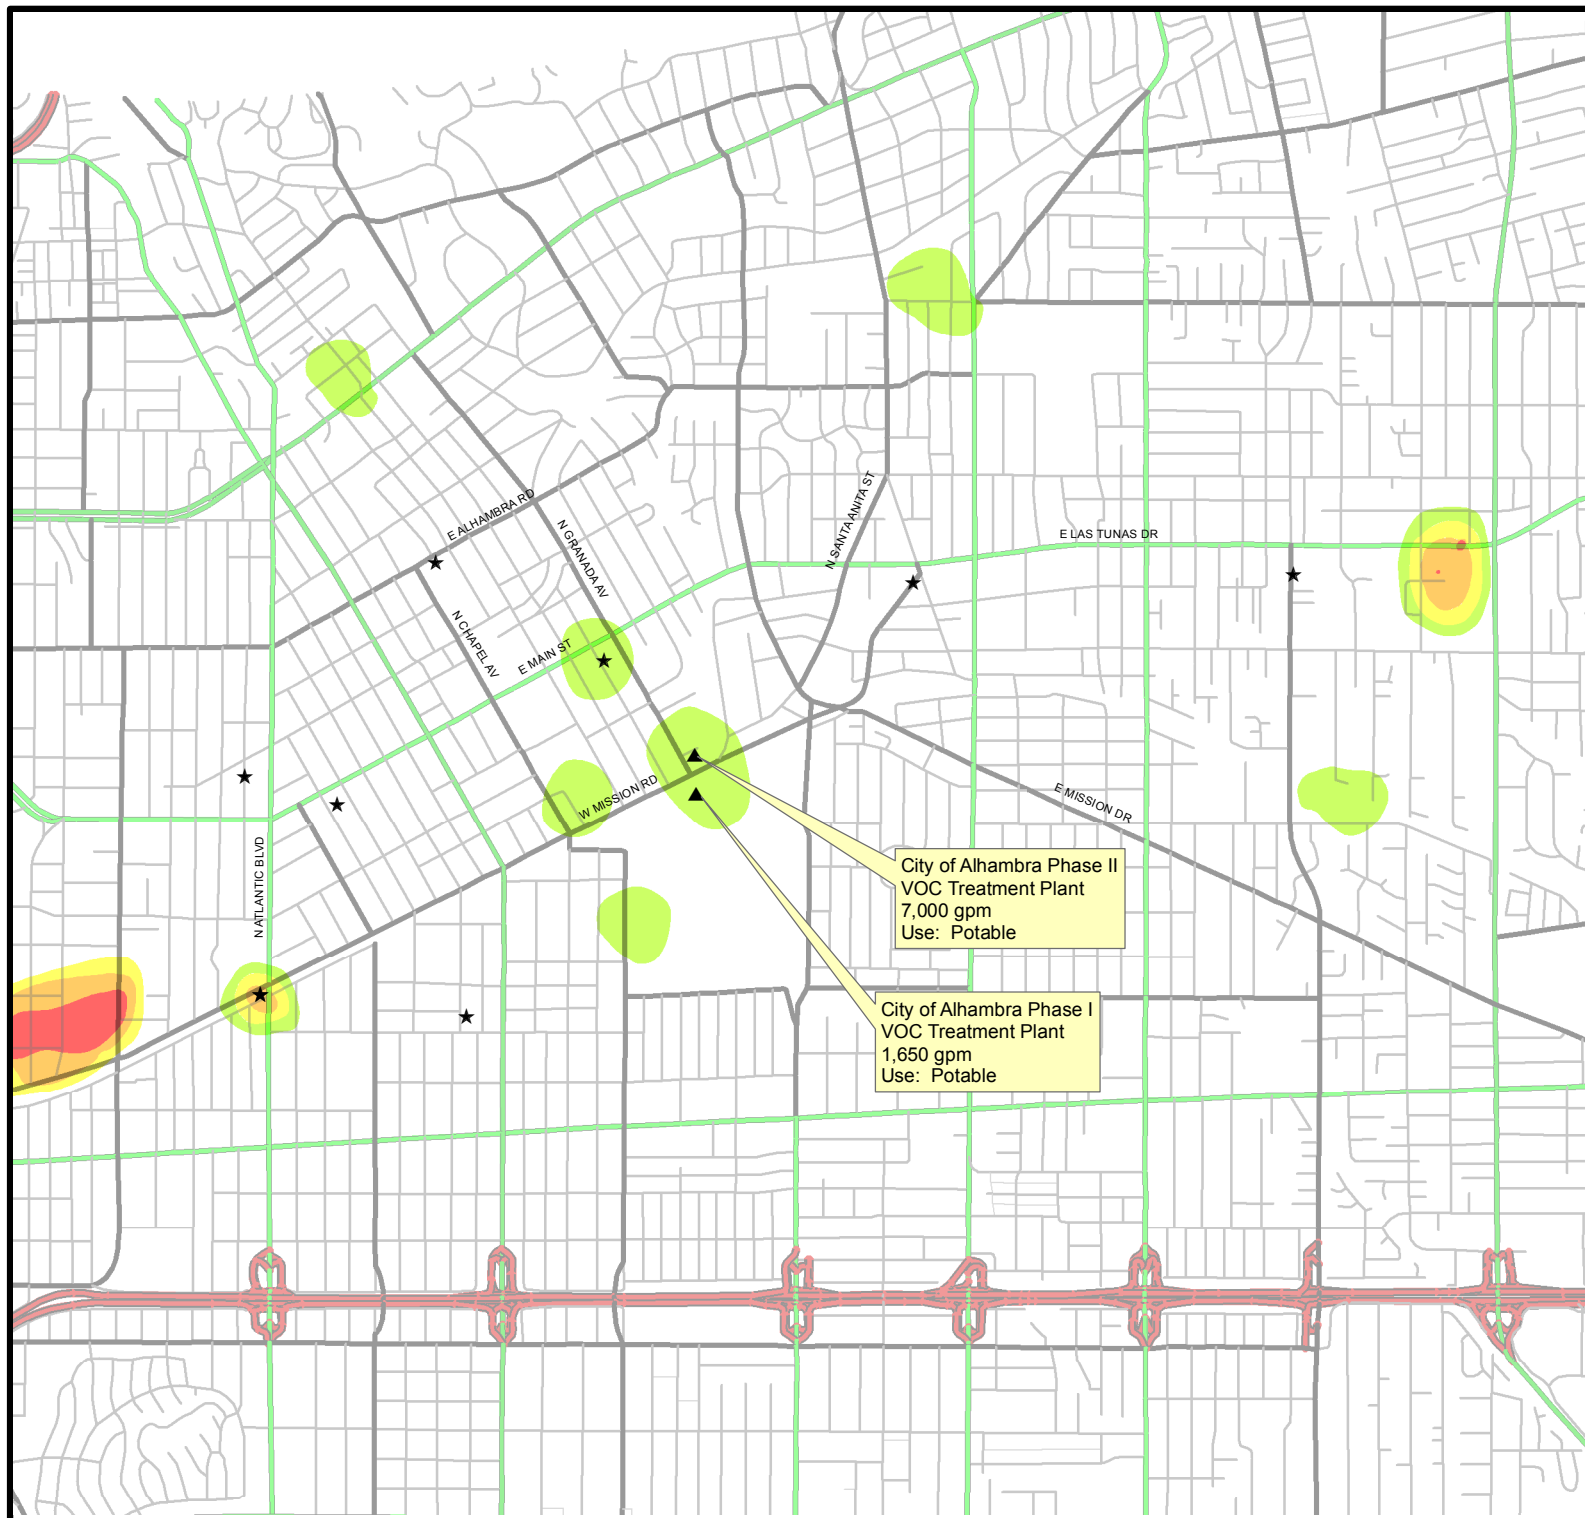 E ALHAMBRA RD
N GRANADA AV
N SANTA ANITA ST
E LAS TUNAS DR
N CHAPEL AV
E MAIN ST
W MISSION RD
E MISSION DR
N ATLANTIC BLVD
City of Alhambra Phase II
VOC Treatment Plant
7,000 gpm
Use: Potable
City of Alhambra Phase I
VOC Treatment Plant
1,650 gpm
Use: Potable